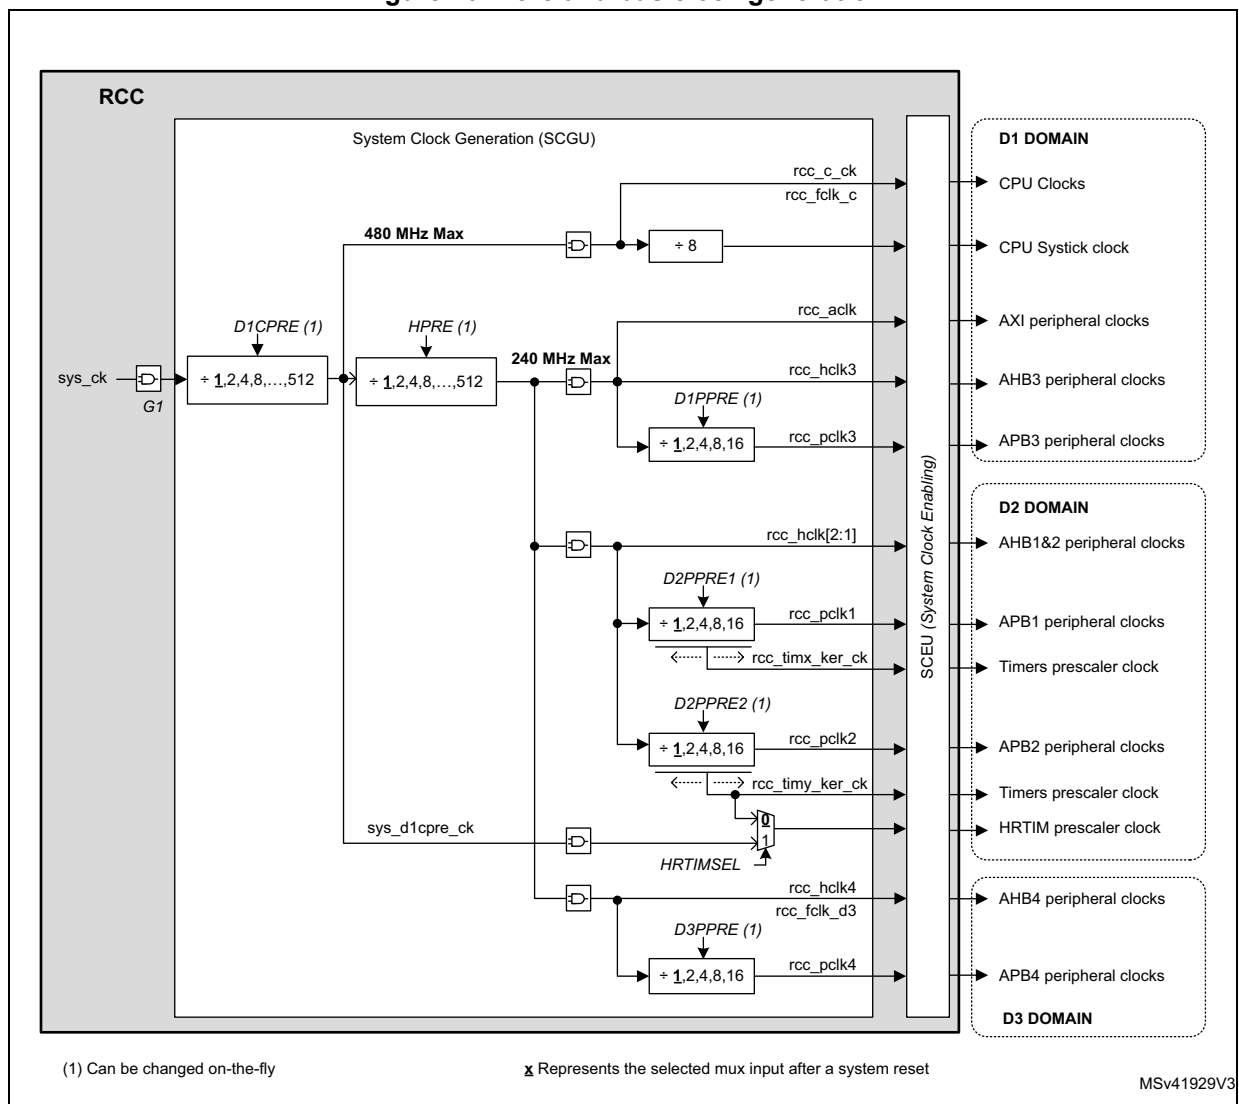 RCC
System Clock Generation (SCGU)
D1 DOMAIN
rcc_c_ck
CPU Clocks
rcc_fclk_c
480 MHz Max
÷ 8
CPU Systick clock
rcc_aclk
AXI peripheral clocks
D1CPRE (1)
HPRE (1)
240 MHz Max
sys_ck
G1
÷ 1,2,4,8,...,512
÷ 1,2,4,8,...,512
rcc_hclk3
AHB3 peripheral clocks
D1PPRE (1)
÷ 1,2,4,8,16
rcc_pclk3
APB3 peripheral clocks
SCEU (System Clock Enabling)
D2 DOMAIN
rcc_hclk[2:1]
AHB1&2 peripheral clocks
D2PPRE1 (1)
÷ 1,2,4,8,16
rcc_pclk1
APB1 peripheral clocks
rcc_timx_ker_ck
Timers prescaler clock
D2PPRE2 (1)
÷ 1,2,4,8,16
rcc_pclk2
APB2 peripheral clocks
rcc_timy_ker_ck
Timers prescaler clock
sys_d1cpre_ck
0
1
HRTIM prescaler clock
HRTIMSEL
rcc_hclk4
AHB4 peripheral clocks
rcc_fclk_d3
D3PPRE (1)
÷ 1,2,4,8,16
rcc_pclk4
APB4 peripheral clocks
D3 DOMAIN
(1) Can be changed on-the-fly
x Represents the selected mux input after a system reset
MSv41929V3